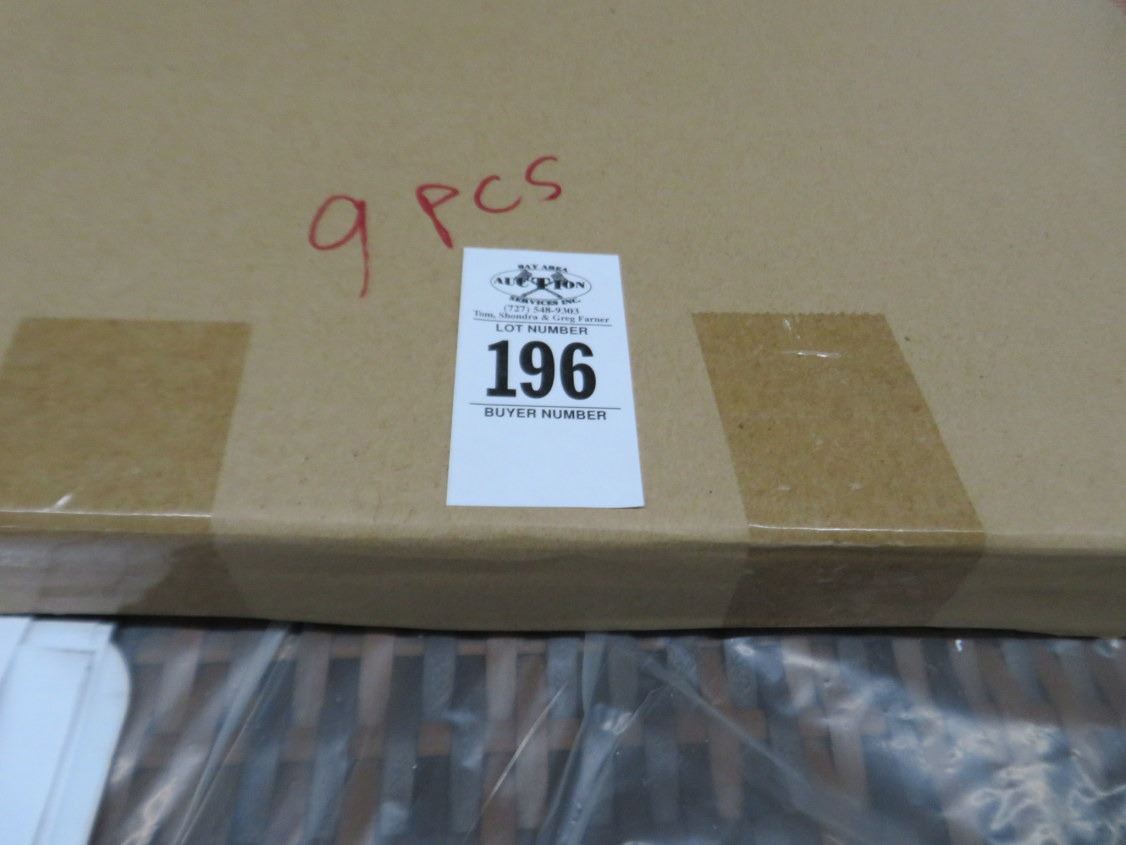 9 pcs
BAY AREA
AUCTION
SERVICES INC.
(727) 548-9303
Tom, Shondra & Greg Farner
LOT NUMBER
196
BUYER NUMBER